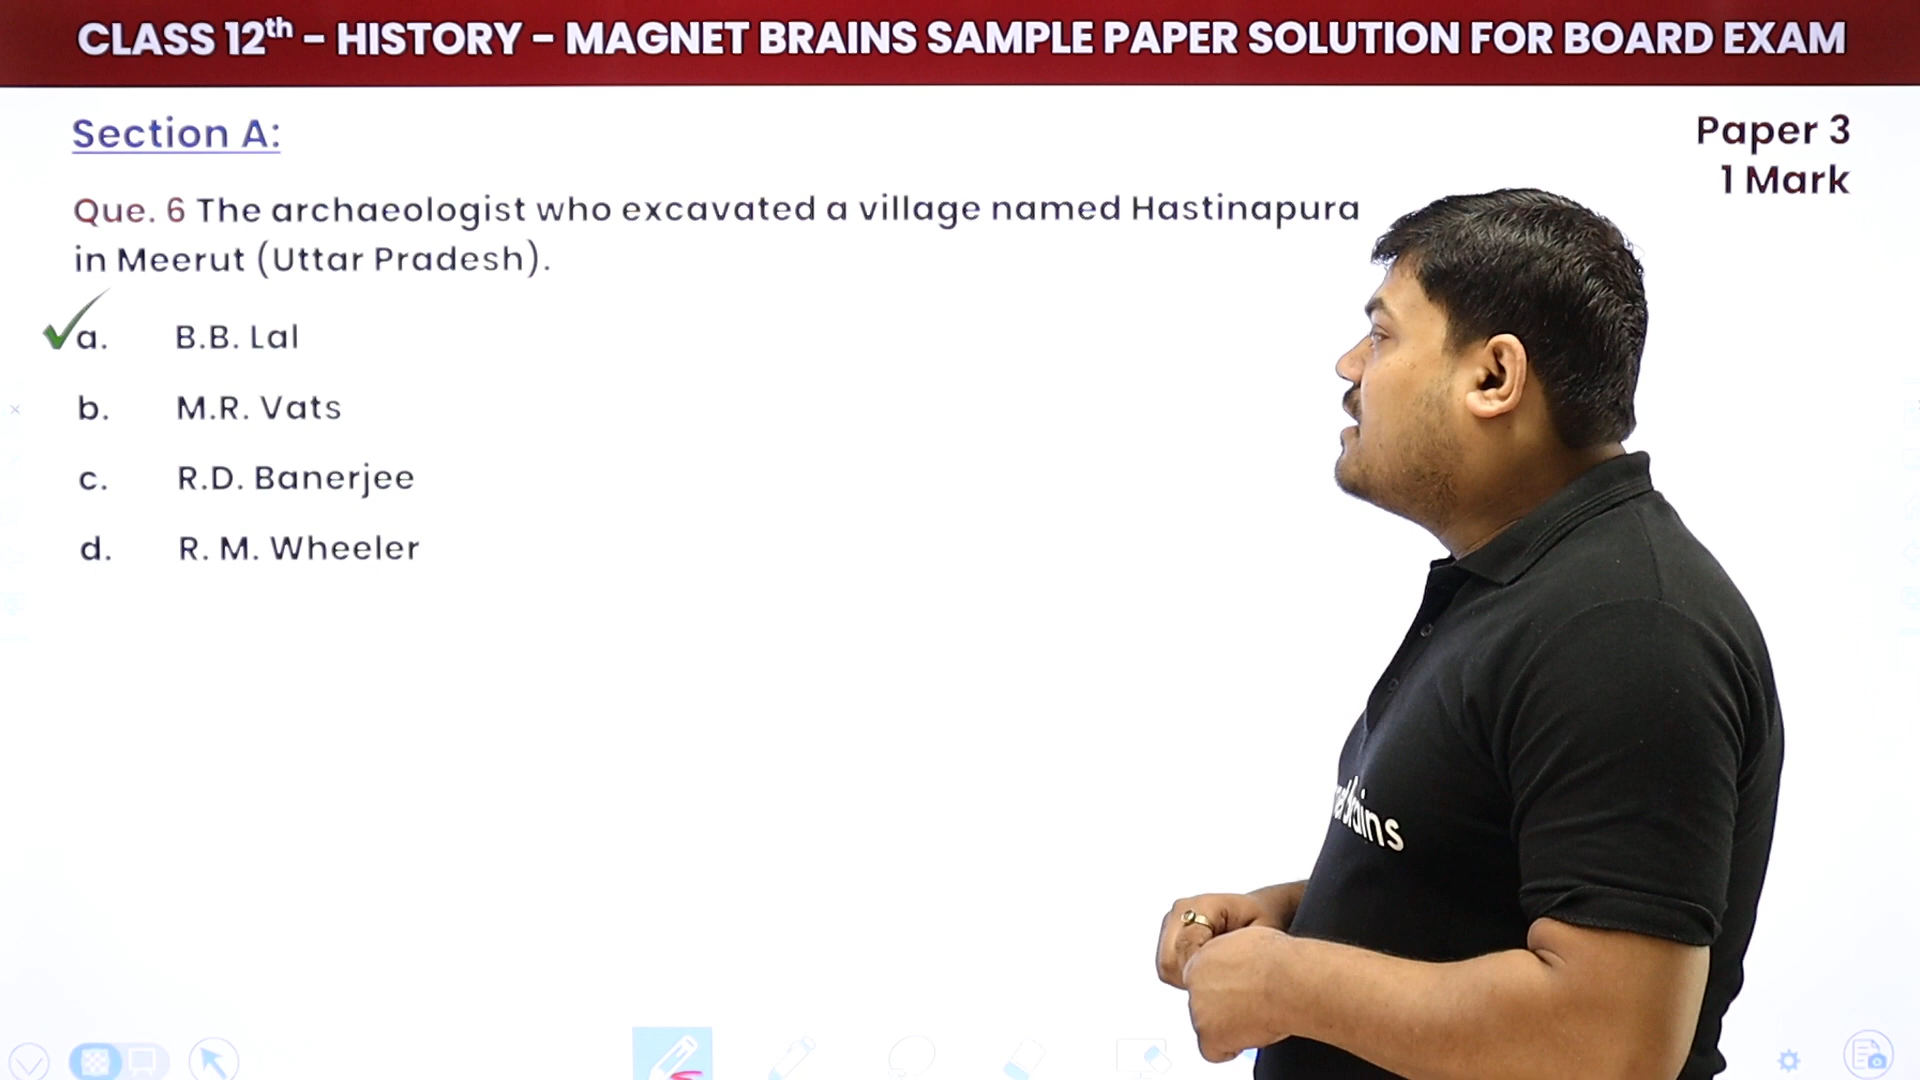 CLASS 12th - HISTORY - MAGNET BRAINS SAMPLE PAPER SOLUTION FOR BOARD EXAM
Section A:
Paper 3
1 Mark
Que. 6 The archaeologist who excavated a village named Hastinapura
in Meerut (Uttar Pradesh).
a. B.B. Lal
b. M.R. Vats
c. R.D. Banerjee
d. R. M. Wheeler